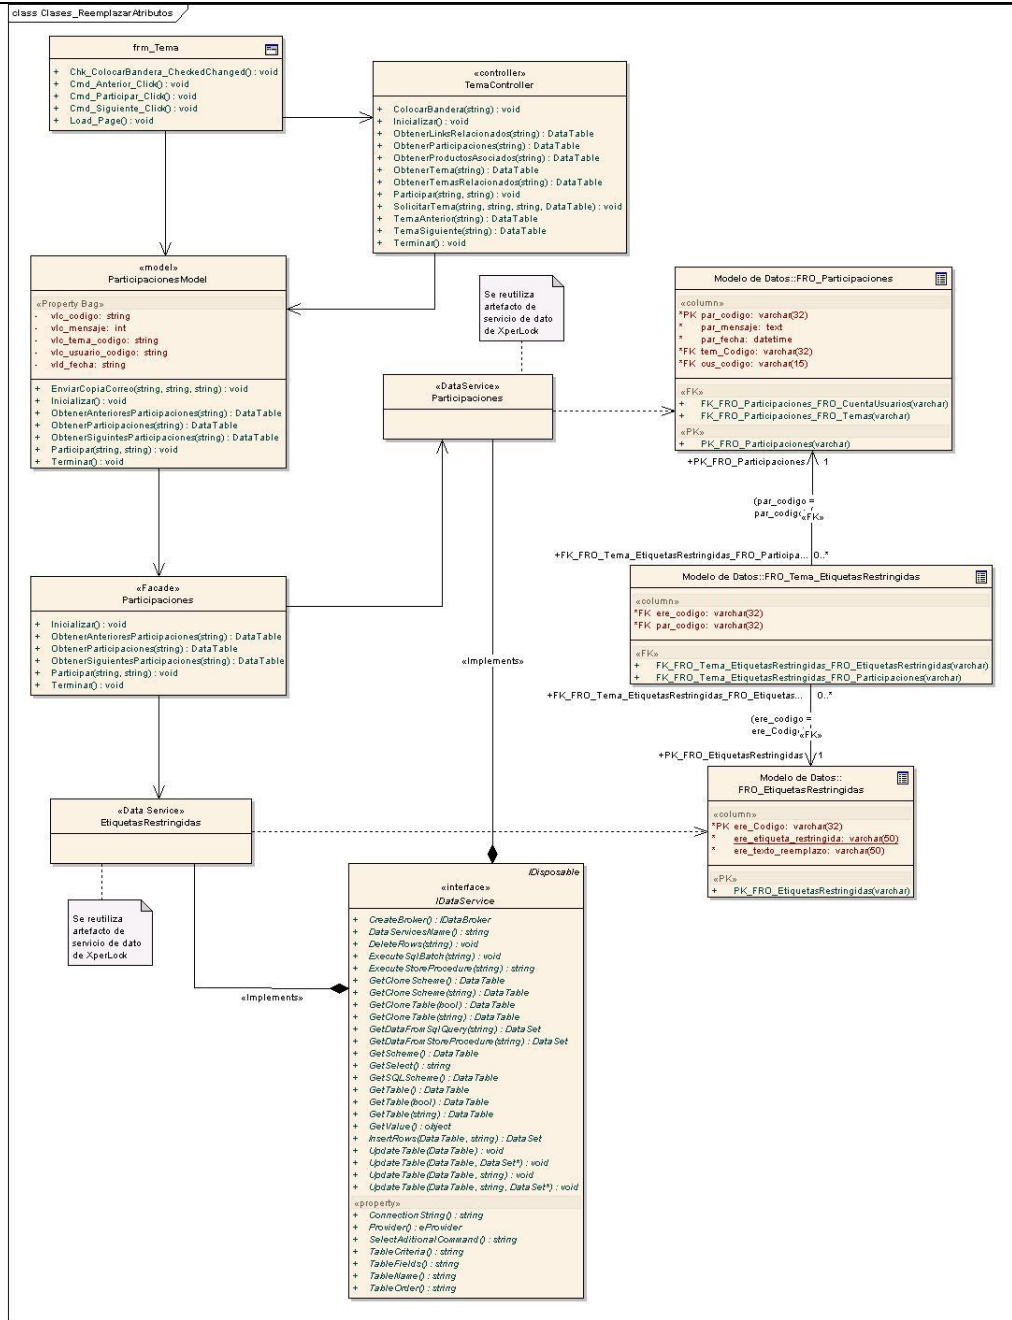 class Clases_ReemplazarAtributos
frm_Tema
+ Chk_ColocarBandera_CheckedChanged() : void
+ Cmd_Anterior_Click() : void
+ Cmd_Participar_Click() : void
+ Cmd_Siguiente_Click() : void
+ Load_Page() : void
«controller»
TemaController
+ ColocarBandera(string) : void
+ Inicializar() : void
+ ObtenerLinksRelacionados(string) : DataTable
+ ObtenerParticipaciones(string) : DataTable
+ ObtenerProductosAsociados(string) : DataTable
+ ObtenerTema(string) : DataTable
+ ObtenerTemasRelacionados(string) : DataTable
+ Participar(string, string) : void
+ SolicitarTema(string, string, string, DataTable) : void
+ TemaAnterior(string) : DataTable
+ TemaSiguiente(string) : DataTable
+ Terminar() : void
«model»
ParticipacionesModel
«Property Bag»
- vlc_codigo: string
- vlc_mensaje: int
- vlc_tema_codigo: string
- vlc_usuario_codigo: string
- vld_fecha: string
+ EnviarCopiaCorreo(string, string, string) : void
+ Inicializar() : void
+ ObtenerAnterioresParticipaciones(string) : DataTable
+ ObtenerParticipaciones(string) : DataTable
+ ObtenerSiguintesParticipaciones(string) : DataTable
+ Participar(string, string) : void
+ Terminar() : void
Se reutiliza
artefacto de
servicio de dato
de XperLock
«DataService»
Participaciones
Modelo de Datos::FRO_Participaciones
«column»
*PK par_codigo: varchar(32)
* par_mensaje: text
* par_fecha: datetime
*FK tem_Codigo: varchar(32)
*FK cus_codigo: varchar(15)
«FK»
+ FK_FRO_Participaciones_FRO_CuentaUsuarios(varchar)
+ FK_FRO_Participaciones_FRO_Temas(varchar)
«PK»
+ PK_FRO_Participaciones(varchar)
+PK_FRO_Participaciones 1
(par_codigo =
par_codigo)
«FK»
+FK_FRO_Tema_EtiquetasRestringidas_FRO_Participa... 0..*
Modelo de Datos::FRO_Tema_EtiquetasRestringidas
«column»
*FK ere_codigo: varchar(32)
*FK par_codigo: varchar(32)
«FK»
+ FK_FRO_Tema_EtiquetasRestringidas_FRO_EtiquetasRestringidas(varchar)
+ FK_FRO_Tema_EtiquetasRestringidas_FRO_Participaciones(varchar)
+FK_FRO_Tema_EtiquetasRestringidas_FRO_Etiquetas... 0..*
(ere_codigo =
ere_Codigo)
«FK»
+PK_FRO_EtiquetasRestringidas 1
Modelo de Datos::
FRO_EtiquetasRestringidas
«column»
*PK ere_Codigo: varchar(32)
* ere_etiqueta_restringida: varchar(50)
* ere_texto_reemplazo: varchar(50)
«PK»
+ PK_FRO_EtiquetasRestringidas(varchar)
«Facade»
Participaciones
+ Inicializar() : void
+ ObtenerAnterioresParticipaciones(string) : DataTable
+ ObtenerParticipaciones(string) : DataTable
+ ObtenerSiguientesParticipaciones(string) : DataTable
+ Participar(string, string) : void
+ Terminar() : void
«Implements»
«Data Service»
EtiquetasRestringidas
Se reutiliza
artefacto de
servicio de dato
de XperLock
«Implements»
IDisposable
«interface»
IDataService
+ CreateBroker() : IDataBroker
+ DataServicesName() : string
+ DeleteRows(string) : void
+ ExecuteSqlBatch(string) : void
+ ExecuteStoreProcedure(string) : string
+ GetCloneScheme() : DataTable
+ GetCloneScheme(string) : DataTable
+ GetCloneTable(bool) : DataTable
+ GetCloneTable(string) : DataTable
+ GetDataFromSqlQuery(string) : DataSet
+ GetDataFromStoreProcedure(string) : DataSet
+ GetScheme() : DataTable
+ GetSelect() : string
+ GetSQLScheme() : DataTable
+ GetTable() : DataTable
+ GetTable(bool) : DataTable
+ GetTable(string) : DataTable
+ GetValue() : object
+ InsertRows(DataTable, string) : DataSet
+ UpdateTable(DataTable) : void
+ UpdateTable(DataTable, DataSet*) : void
+ UpdateTable(DataTable, string) : void
+ UpdateTable(DataTable, string, DataSet*) : void
«property»
+ ConnectionString() : string
+ Provider() : eProvider
+ SelectAditionalCommand() : string
+ TableCriteria() : string
+ TableFields() : string
+ TableName() : string
+ TableOrder() : string